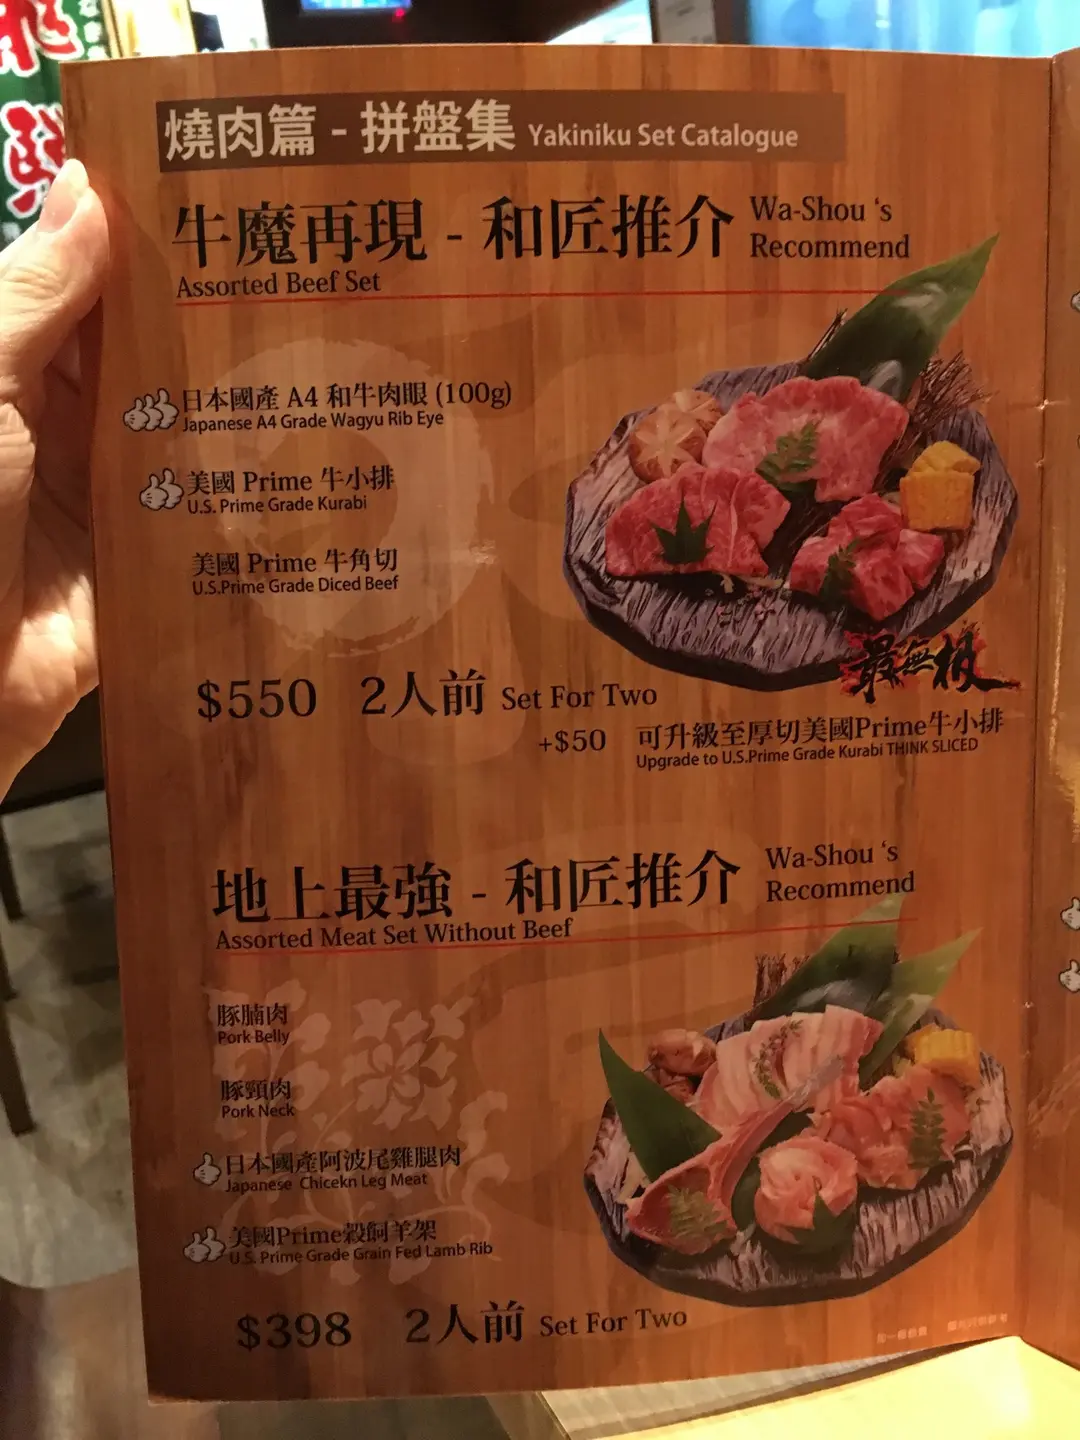 燒肉篇 - 拼盤集 Yakiniku Set Catalogue
牛魔再現 - 和匠推介 Wa-Shou 's Recommend
Assorted Beef Set
日本國產 A4 和牛肉眼 (100g)
Japanese A4 Grade Wagyu Rib Eye
美國 Prime 牛小排
U.S. Prime Grade Kurabi
美國 Prime 牛角切
U.S.Prime Grade Diced Beef
最無極
$550 2人前 Set For Two
+$50 可升級至厚切美國Prime牛小排
Upgrade to U.S.Prime Grade Kurabi THINK SLICED
地上最強 - 和匠推介 Wa-Shou 's Recommend
Assorted Meat Set Without Beef
豚腩肉
Pork Belly
豚頸肉
Pork Neck
日本國產阿波尾雞腿肉
Japanese Chicekn Leg Meat
美國Prime穀飼羊架
U.S. Prime Grade Grain Fed Lamb Rib
$398 2人前 Set For Two